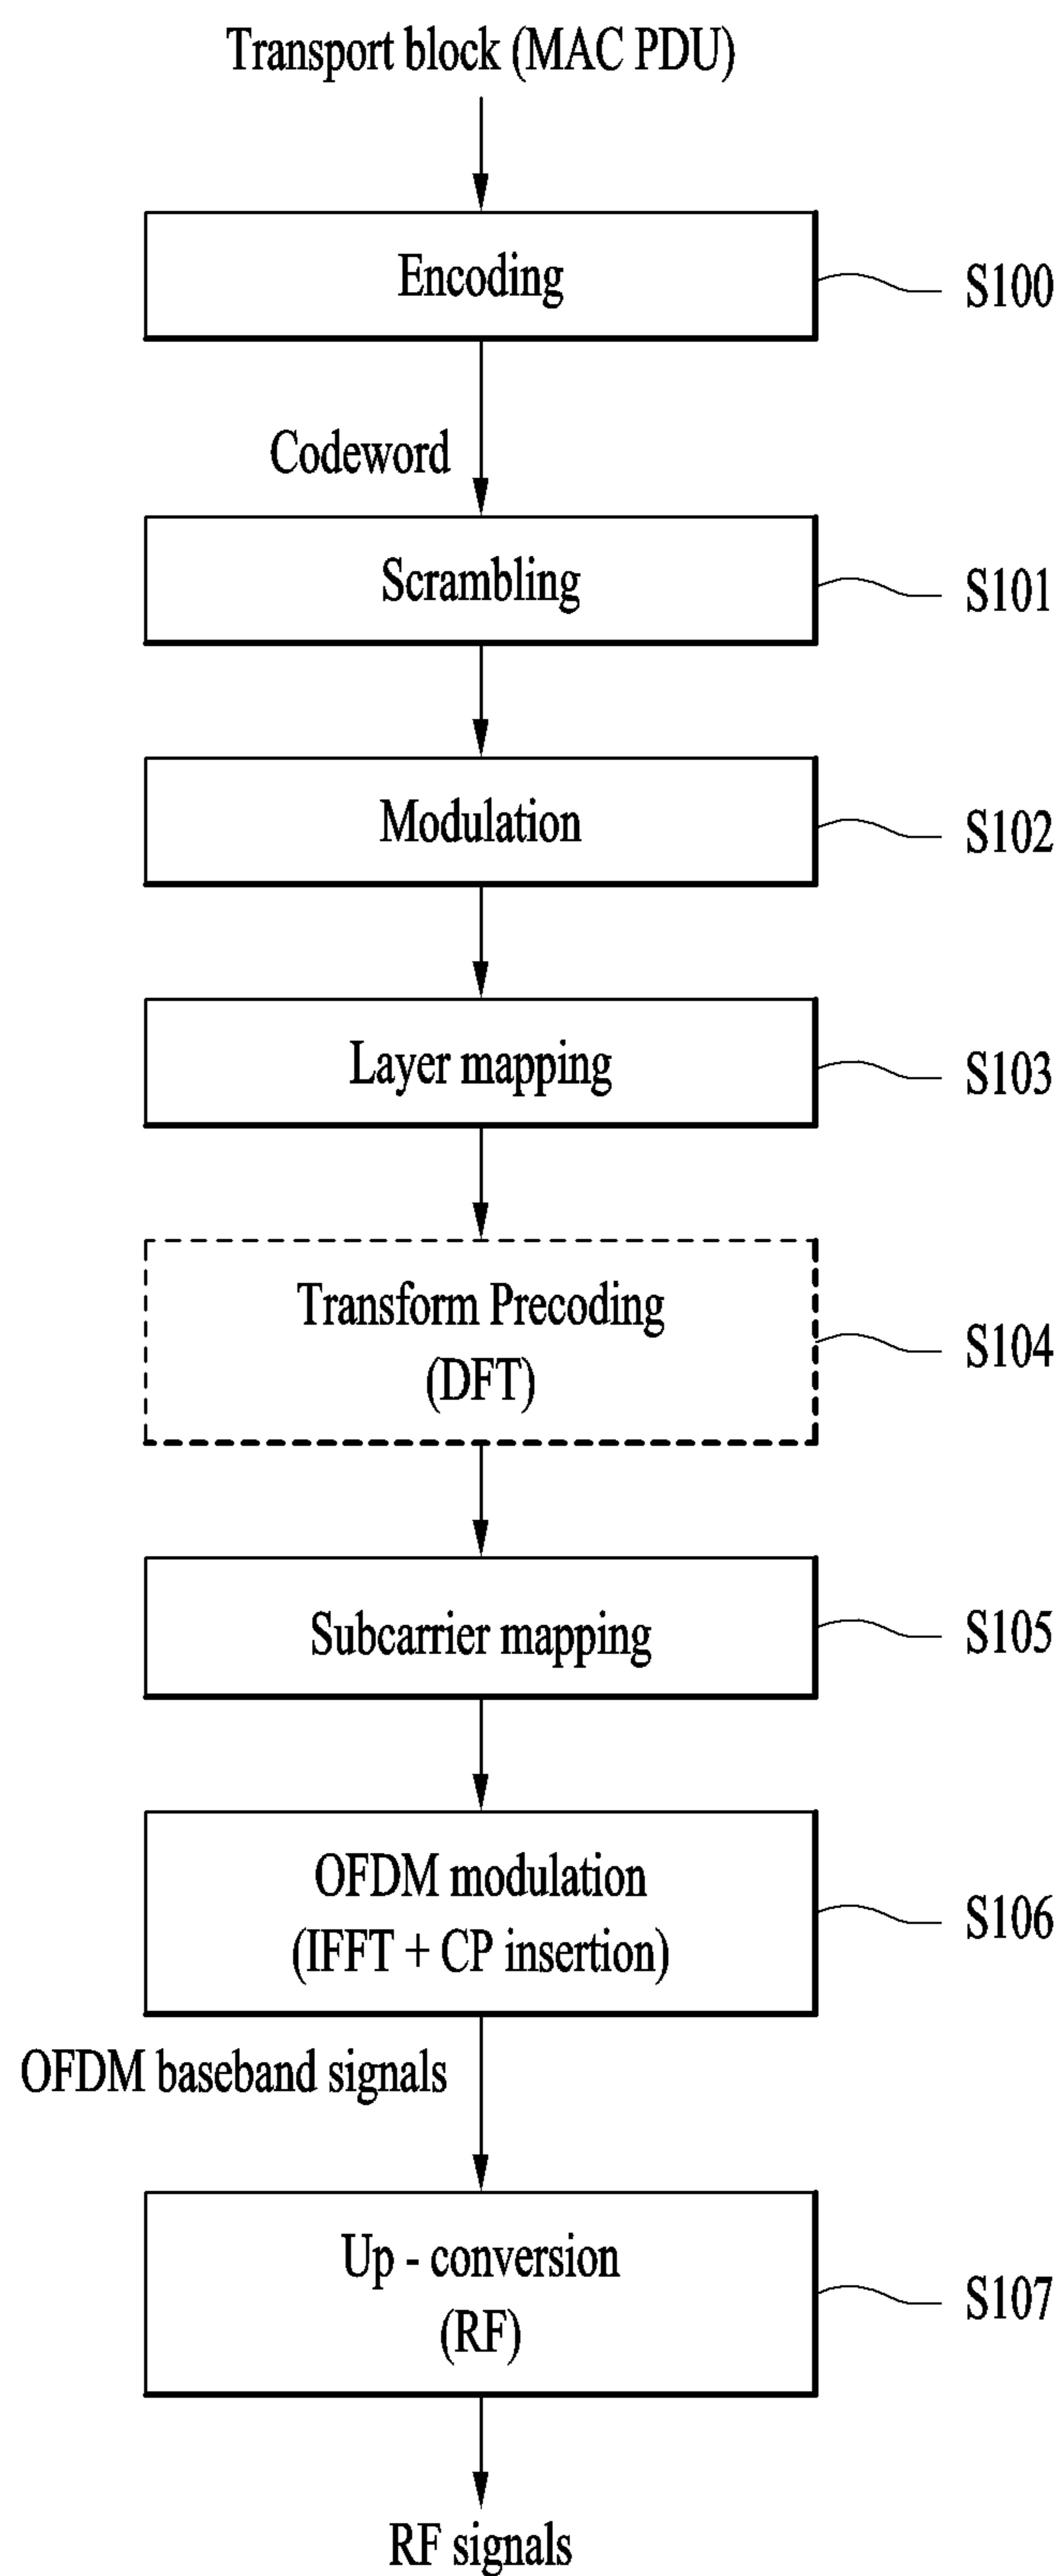 Transport block (MAC PDU)
Encoding
S100
Codeword
Scrambling
S101
Modulation
S102
Layer mapping
S103
Transform Precoding
(DFT)
S104
Subcarrier mapping
S105
OFDM modulation
(IFFT + CP insertion)
S106
OFDM baseband signals
Up - conversion
(RF)
S107
RF signals